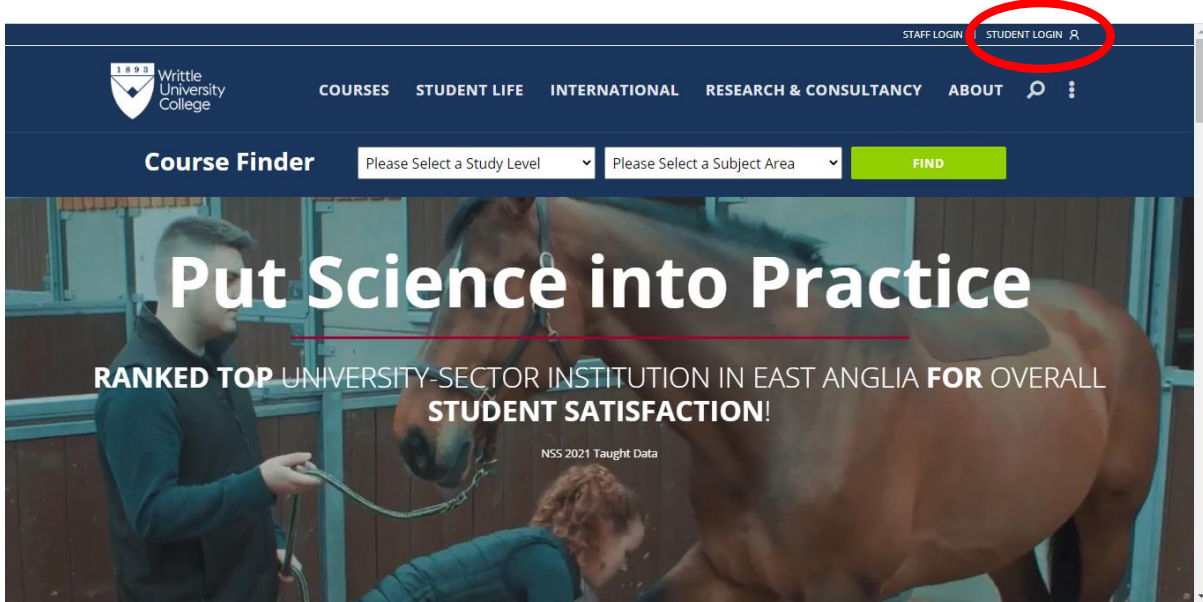 STAFF LOGIN | STUDENT LOGIN
1893
Writtle
University
College
COURSES STUDENT LIFE INTERNATIONAL RESEARCH & CONSULTANCY ABOUT
Course Finder Please Select a Study Level Please Select a Subject Area FIND
Put Science into Practice
RANKED TOP UNIVERSITY-SECTOR INSTITUTION IN EAST ANGLIA FOR OVERALL
STUDENT SATISFACTION!
NSS 2021 Taught Data